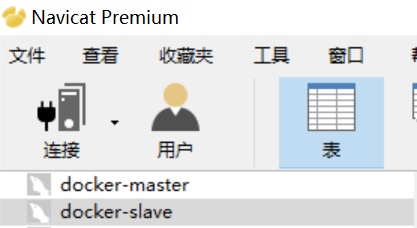 Navicat Premium
文件 查看 收藏夹 工具 窗口
连接 用户 表
docker-master
docker-slave